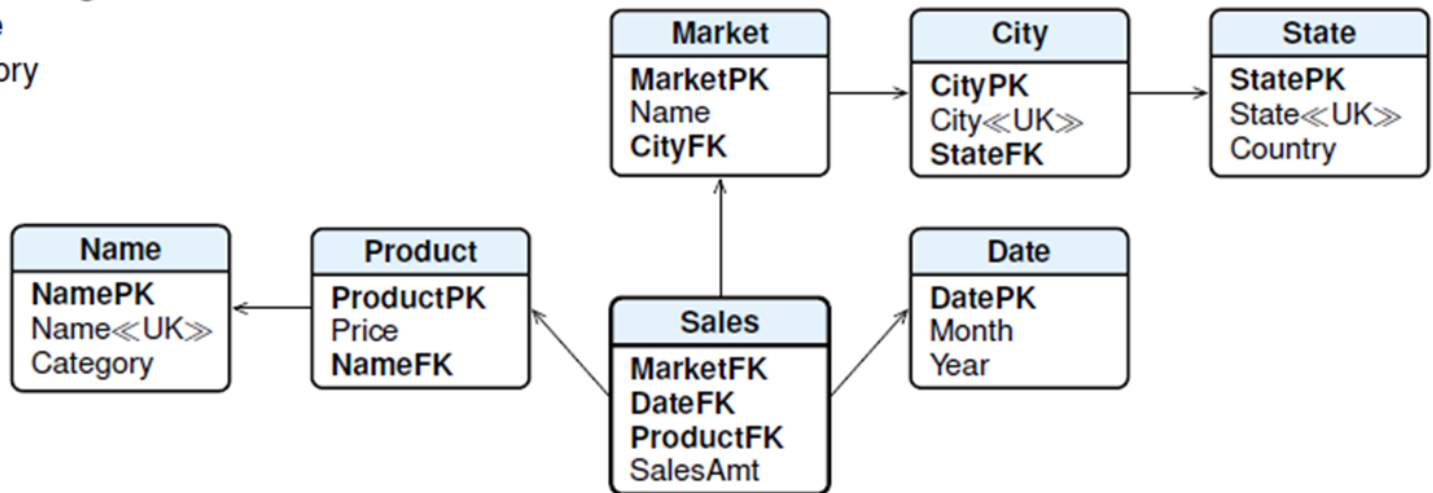 ory
Market
MarketPK
Name
CityFK
City
CityPK
City≪UK≫
StateFK
State
StatePK
State≪UK≫
Country
Name
NamePK
Name≪UK≫
Category
Product
ProductPK
Price
NameFK
Sales
MarketFK
DateFK
ProductFK
SalesAmt
Date
DatePK
Month
Year